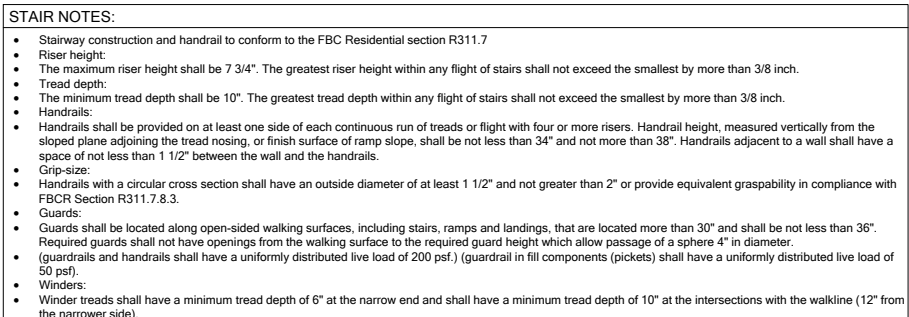 STAIR NOTES:
• Stairway construction and handrail to conform to the FBC Residential section R311.7
• Riser height:
• The maximum riser height shall be 7 3/4". The greatest riser height within any flight of stairs shall not exceed the smallest by more than 3/8 inch.
• Tread depth:
• The minimum tread depth shall be 10". The greatest tread depth within any flight of stairs shall not exceed the smallest by more than 3/8 inch.
• Handrails:
• Handrails shall be provided on at least one side of each continuous run of treads or flight with four or more risers. Handrail height, measured vertically from the
sloped plane adjoining the tread nosing, or finish surface of ramp slope, shall be not less than 34" and not more than 38". Handrails adjacent to a wall shall have a
space of not less than 1 1/2" between the wall and the handrails.
• Grip-size:
• Handrails with a circular cross section shall have an outside diameter of at least 1 1/2" and not greater than 2" or provide equivalent graspability in compliance with
FBCR Section R311.7.8.3.
• Guards:
• Guards shall be located along open-sided walking surfaces, including stairs, ramps and landings, that are located more than 30" and shall be not less than 36".
Required guards shall not have openings from the walking surface to the required guard height which allow passage of a sphere 4" in diameter.
• (guardrails and handrails shall have a uniformly distributed live load of 200 psf.) (guardrail in fill components (pickets) shall have a uniformly distributed live load of
50 psf).
• Winders:
• Winder treads shall have a minimum tread depth of 6" at the narrow end and shall have a minimum tread depth of 10" at the intersections with the walkline (12" from
the narrower side).